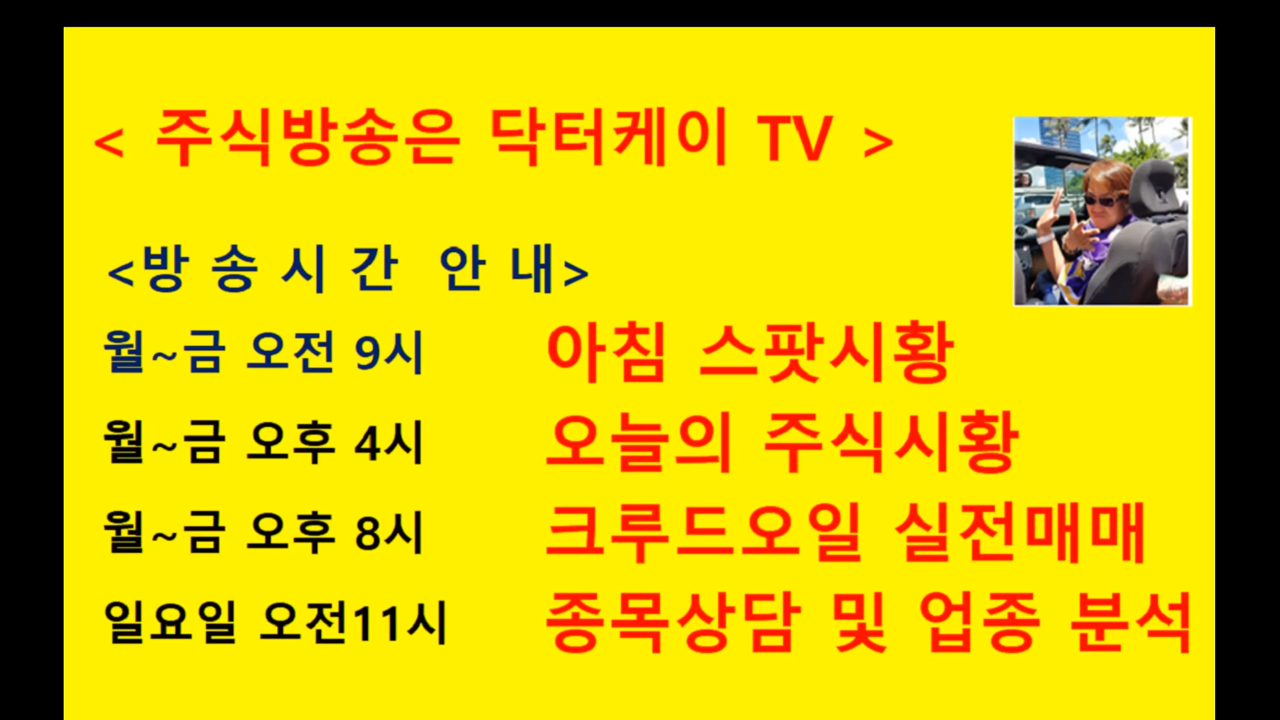 < 주식방송은 닥터케이 TV >
<방 송 시 간 안 내>
월~금 오전 9시 아침 스팟시황
월~금 오후 4시 오늘의 주식시황
월~금 오후 8시 크루드오일 실전매매
일요일 오전11시 종목상담 및 업종 분석